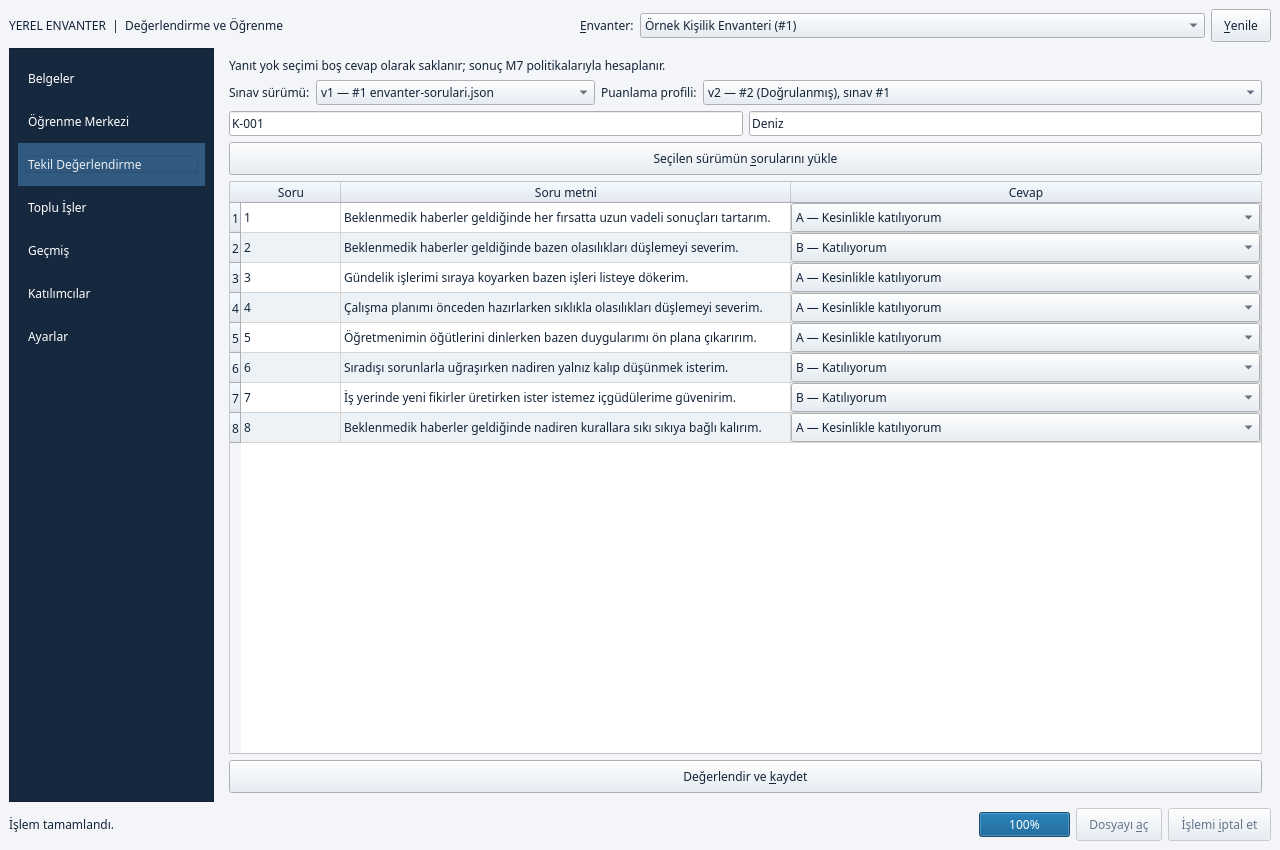 YEREL ENVANTER | Değerlendirme ve Öğrenme
Envanter: Örnek Kişilik Envanteri (#1) Yenile
Belgeler
Öğrenme Merkezi
Tekil Değerlendirme
Toplu İşler
Geçmiş
Katılımcılar
Ayarlar
Yanıt yok seçimi boş cevap olarak saklanır; sonuç M7 politikalarıyla hesaplanır.
Sınav sürümü: v1 — #1 envanter-sorulari.json Puanlama profili: v2 — #2 (Doğrulanmış), sınav #1
K-001 Deniz
Seçilen sürümün sorularını yükle
Soru Soru metni Cevap
1 1 Beklenmedik haberler geldiğinde her fırsatta uzun vadeli sonuçları tartarım. A — Kesinlikle katılıyorum
2 2 Beklenmedik haberler geldiğinde bazen olasılıkları düşlemeyi severim. B — Katılıyorum
3 3 Gündelik işlerimi sıraya koyarken bazen işleri listeye dökerim. A — Kesinlikle katılıyorum
4 4 Çalışma planımı önceden hazırlarken sıklıkla olasılıkları düşlemeyi severim. A — Kesinlikle katılıyorum
5 5 Öğretmenimin öğütlerini dinlerken bazen duygularımı ön plana çıkarırım. A — Kesinlikle katılıyorum
6 6 Sıradışı sorunlarla uğraşırken nadiren yalnız kalıp düşünmek isterim. B — Katılıyorum
7 7 İş yerinde yeni fikirler üretirken ister istemez içgüdülerime güvenirim. B — Katılıyorum
8 8 Beklenmedik haberler geldiğinde nadiren kurallara sıkı sıkıya bağlı kalırım. A — Kesinlikle katılıyorum
Değerlendir ve kaydet
İşlem tamamlandı. 100% Dosyayı aç İşlemi iptal et